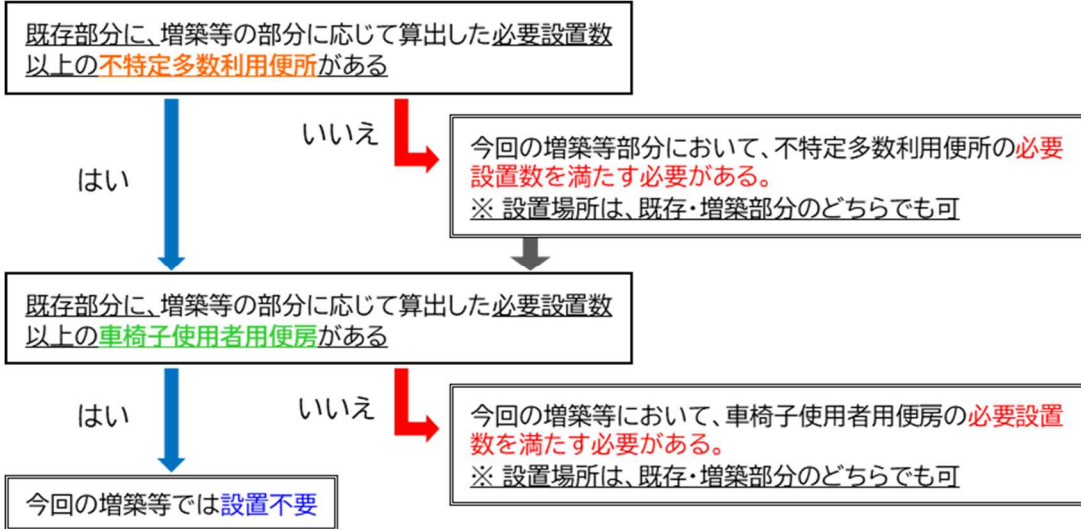 既存部分に、増築等の部分に応じて算出した必要設置数
以上の不特定多数利用便所がある
はい
いいえ
今回の増築等部分において、不特定多数利用便所の必要
設置数を満たす必要がある。
※ 設置場所は、既存・増築部分のどちらでも可
既存部分に、増築等の部分に応じて算出した必要設置数
以上の車椅子使用者用便房がある
はい
いいえ
今回の増築等において、車椅子使用者用便房の必要設置
数を満たす必要がある。
※ 設置場所は、既存・増築部分のどちらでも可
今回の増築等では設置不要